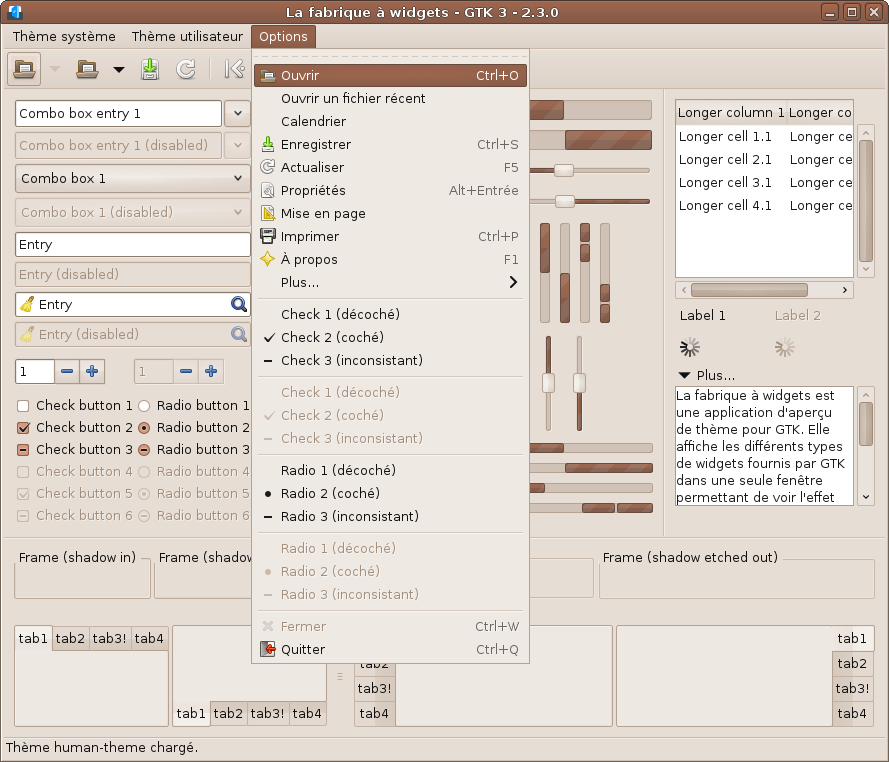 La fabrique à widgets - GTK 3 - 2.3.0
Thème système Thème utilisateur Options
Ouvrir Ctrl+O
Ouvrir un fichier récent
Calendrier
Enregistrer Ctrl+S
Actualiser F5
Propriétés Alt+Entrée
Mise en page
Imprimer Ctrl+P
À propos F1
Plus...
Check 1 (décoché)
Check 2 (coché)
Check 3 (inconsistant)
Check 1 (décoché)
Check 2 (coché)
Check 3 (inconsistant)
Radio 1 (décoché)
Radio 2 (coché)
Radio 3 (inconsistant)
Radio 1 (décoché)
Radio 2 (coché)
Radio 3 (inconsistant)
Fermer Ctrl+W
Quitter Ctrl+Q
Combo box entry 1
Combo box entry 1 (disabled)
Combo box 1
Combo box 1 (disabled)
Entry
Entry (disabled)
Entry
Entry (disabled)
1 1
Check button 1 Radio button 1
Check button 2 Radio button 2
Check button 3 Radio button 3
Check button 4 Radio button 4
Check button 5 Radio button 5
Check button 6 Radio button 6
Longer column 1 Longer co
Longer cell 1.1 Longer ce
Longer cell 2.1 Longer ce
Longer cell 3.1 Longer ce
Longer cell 4.1 Longer ce
Label 1 Label 2
Plus...
La fabrique à widgets est
une application d'aperçu
de thème pour GTK. Elle
affiche les différents types
de widgets fournis par GTK
dans une seule fenêtre
permettant de voir l'effet
Frame (shadow in) Frame (shadow Frame (shadow etched out)
tab1 tab2 tab3! tab4
tab1 tab2 tab3! tab4
tab2
tab3!
tab4
tab1
tab2
tab3!
tab4
Thème human-theme chargé.